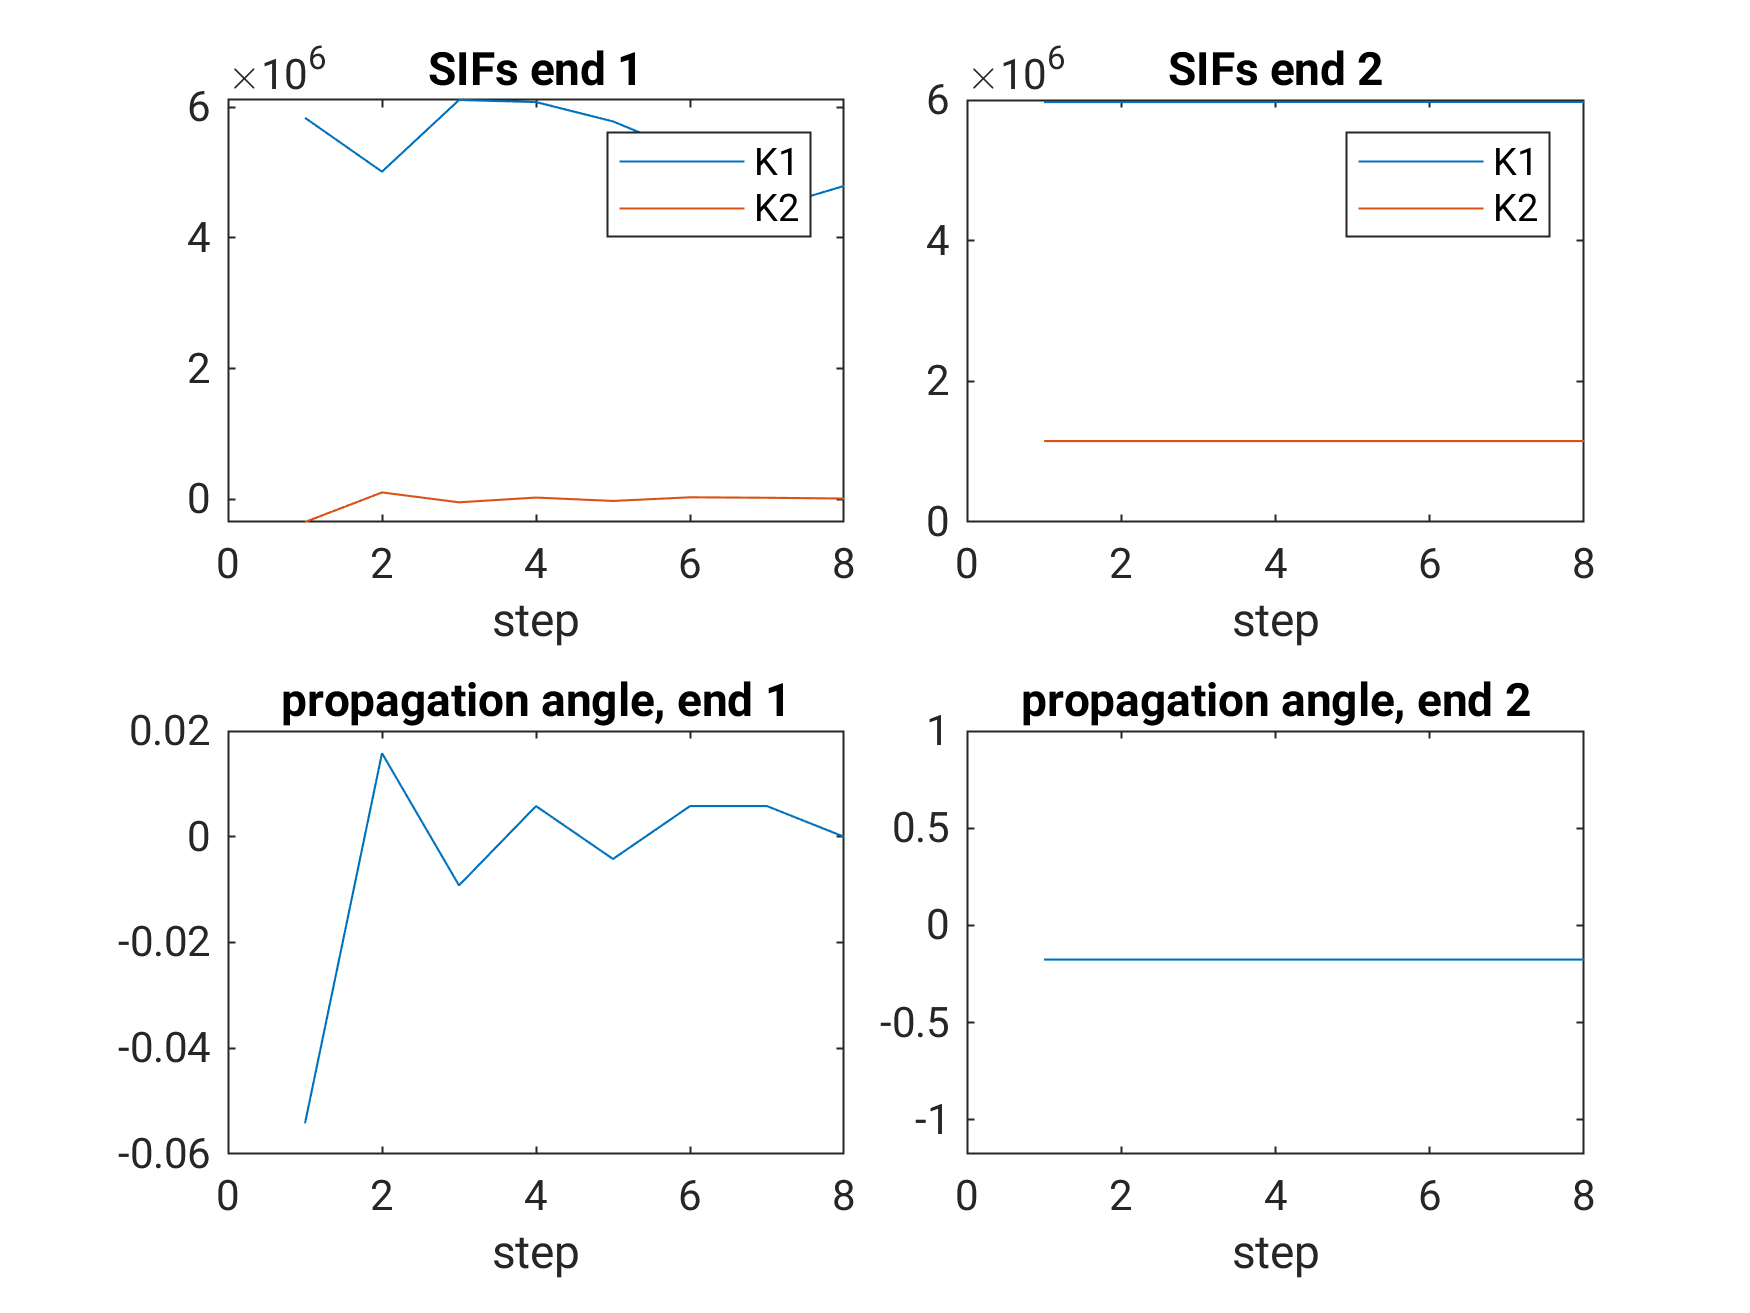 ×10^6
SIFs end 1
6
4
2
0
K1
K2
0 2 4 6 8
step
×10^6
SIFs end 2
6
4
2
0
K1
K2
0 2 4 6 8
step
propagation angle, end 1
0.02
0
-0.02
-0.04
-0.06
0 2 4 6 8
step
propagation angle, end 2
1
0.5
0
-0.5
-1
0 2 4 6 8
step